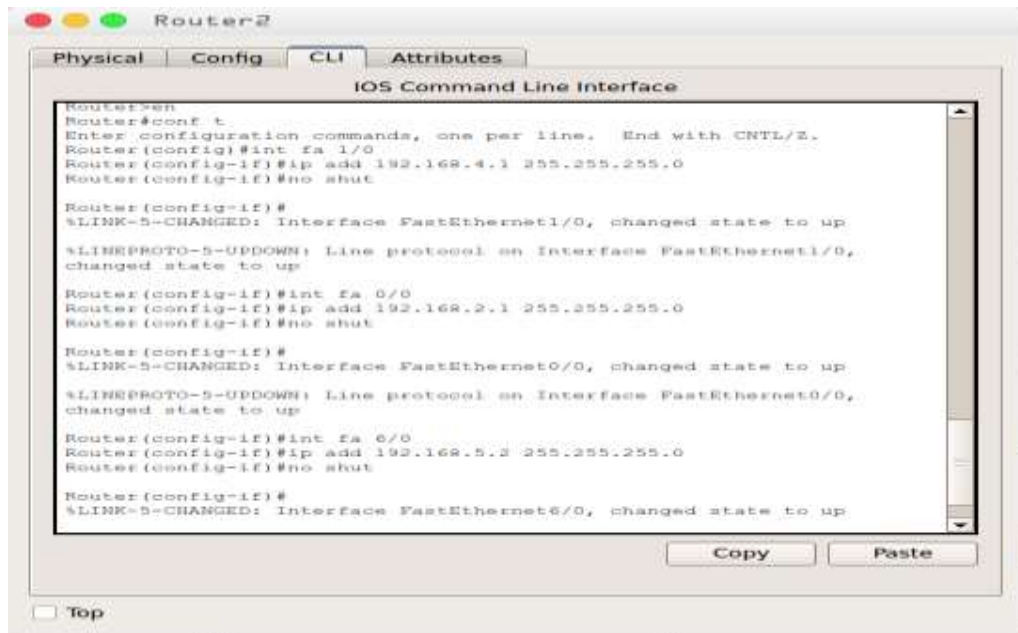 Router2
Physical Config CLI Attributes
IOS Command Line Interface
Router>en
Router#conf t
Enter configuration commands, one per line. End with CNTL/Z.
Router(config)#int fa 1/0
Router(config-if)#ip add 192.168.4.1 255.255.255.0
Router(config-if)#no shut
Router(config-if)#
%LINK-5-CHANGED: Interface FastEthernet1/0, changed state to up
%LINEPROTO-5-UPDOWN: Line protocol on Interface FastEthernet1/0,
changed state to up
Router(config-if)#int fa 0/0
Router(config-if)#ip add 192.168.2.1 255.255.255.0
Router(config-if)#no shut
Router(config-if)#
%LINK-5-CHANGED: Interface FastEthernet0/0, changed state to up
%LINEPROTO-5-UPDOWN: Line protocol on Interface FastEthernet0/0,
changed state to up
Router(config-if)#int fa 6/0
Router(config-if)#ip add 192.168.5.2 255.255.255.0
Router(config-if)#no shut
Router(config-if)#
%LINK-5-CHANGED: Interface FastEthernet6/0, changed state to up
Copy Paste
Top